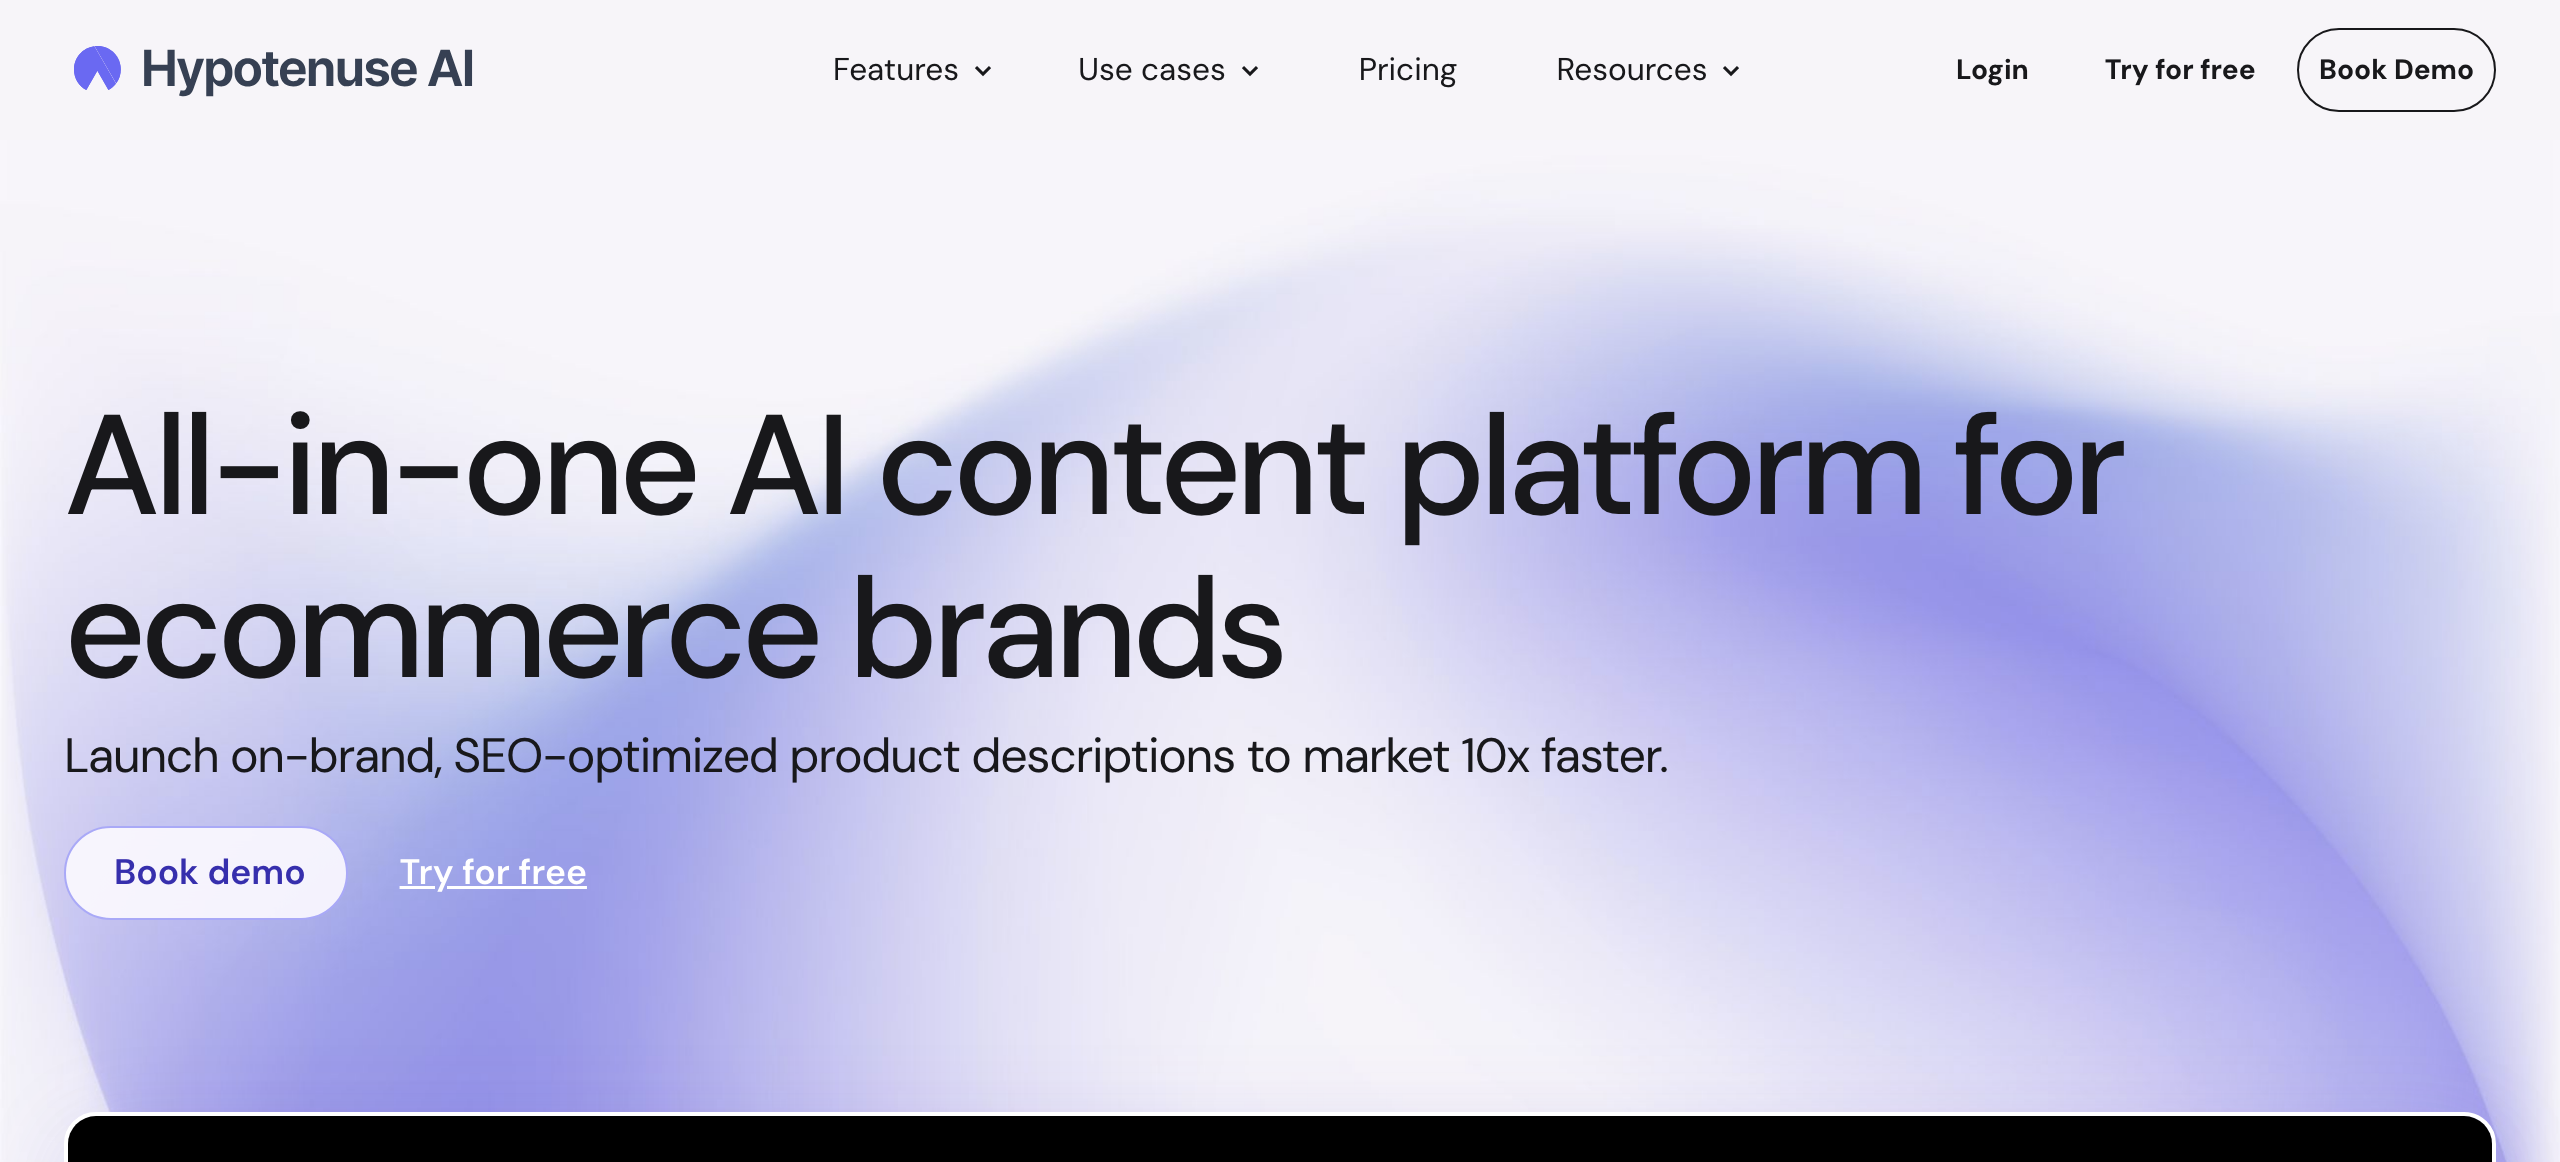 Hypotenuse AI
Features
Use cases
Pricing
Resources
Login
Try for free
Book Demo
All-in-one AI content platform for
ecommerce brands
Launch on-brand, SEO-optimized product descriptions to market 10x faster.
Book demo
Try for free